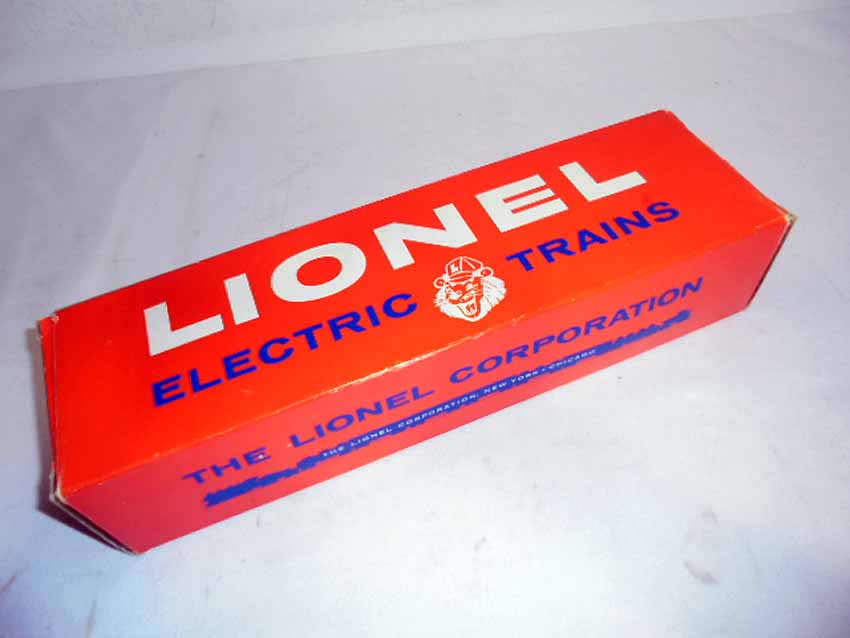 LIONEL
ELECTRIC TRAINS
L
THE LIONEL CORPORATION
THE LIONEL CORPORATION, NEW YORK • CHICAGO